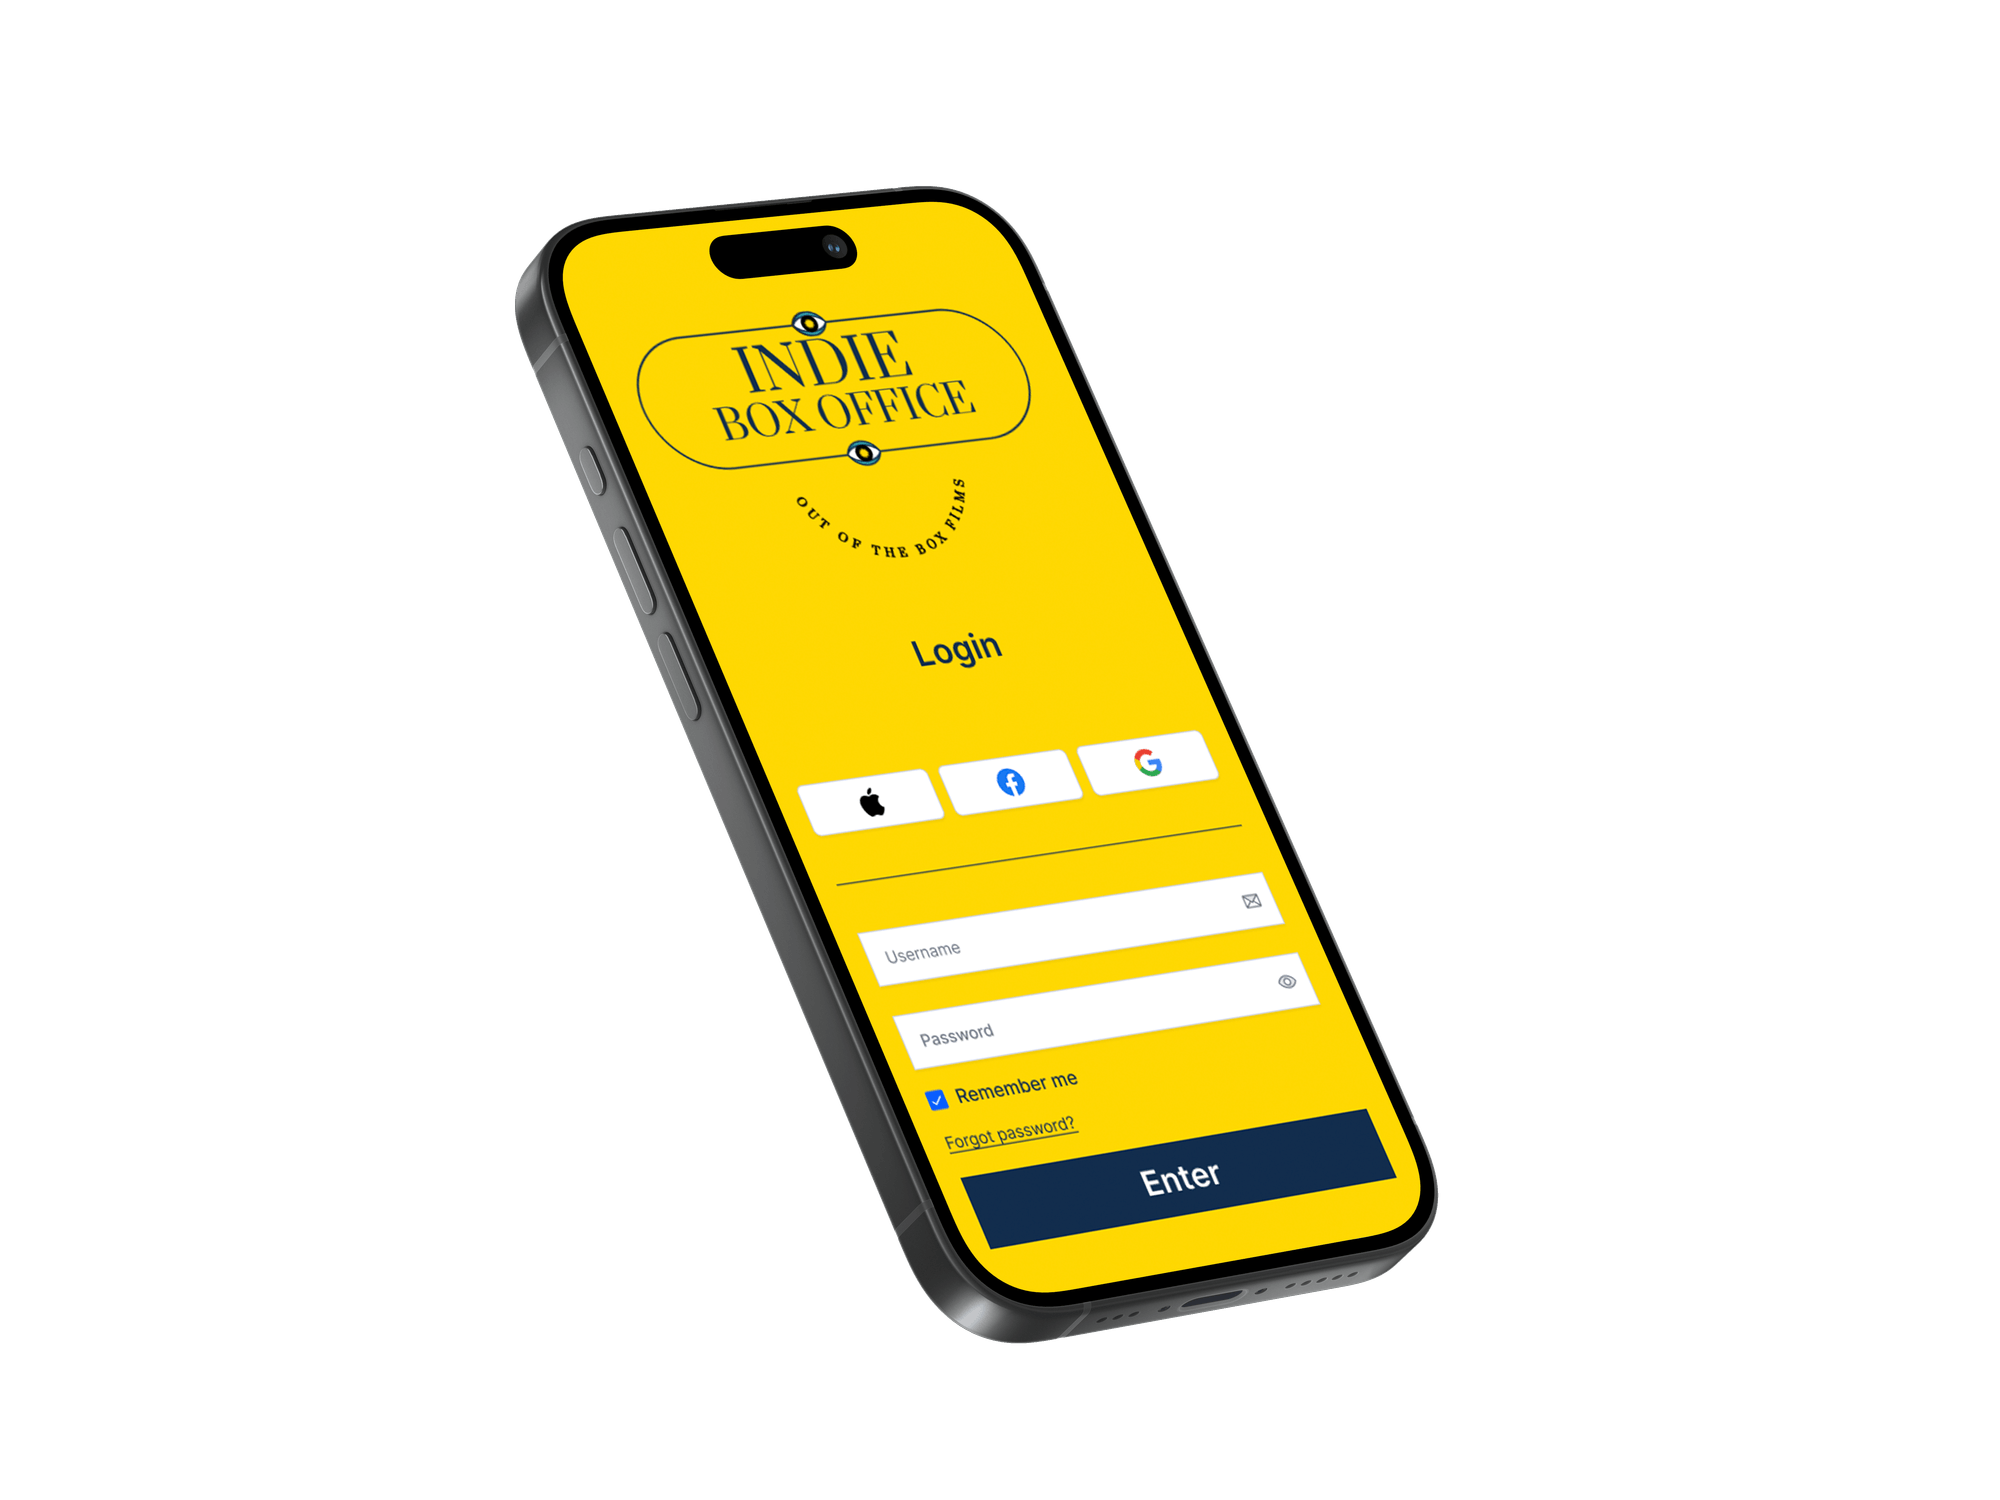 INDIE
BOX OFFICE
OUT OF THE BOX FILMS
Login
Username
Password
Remember me
Forgot password?
Enter